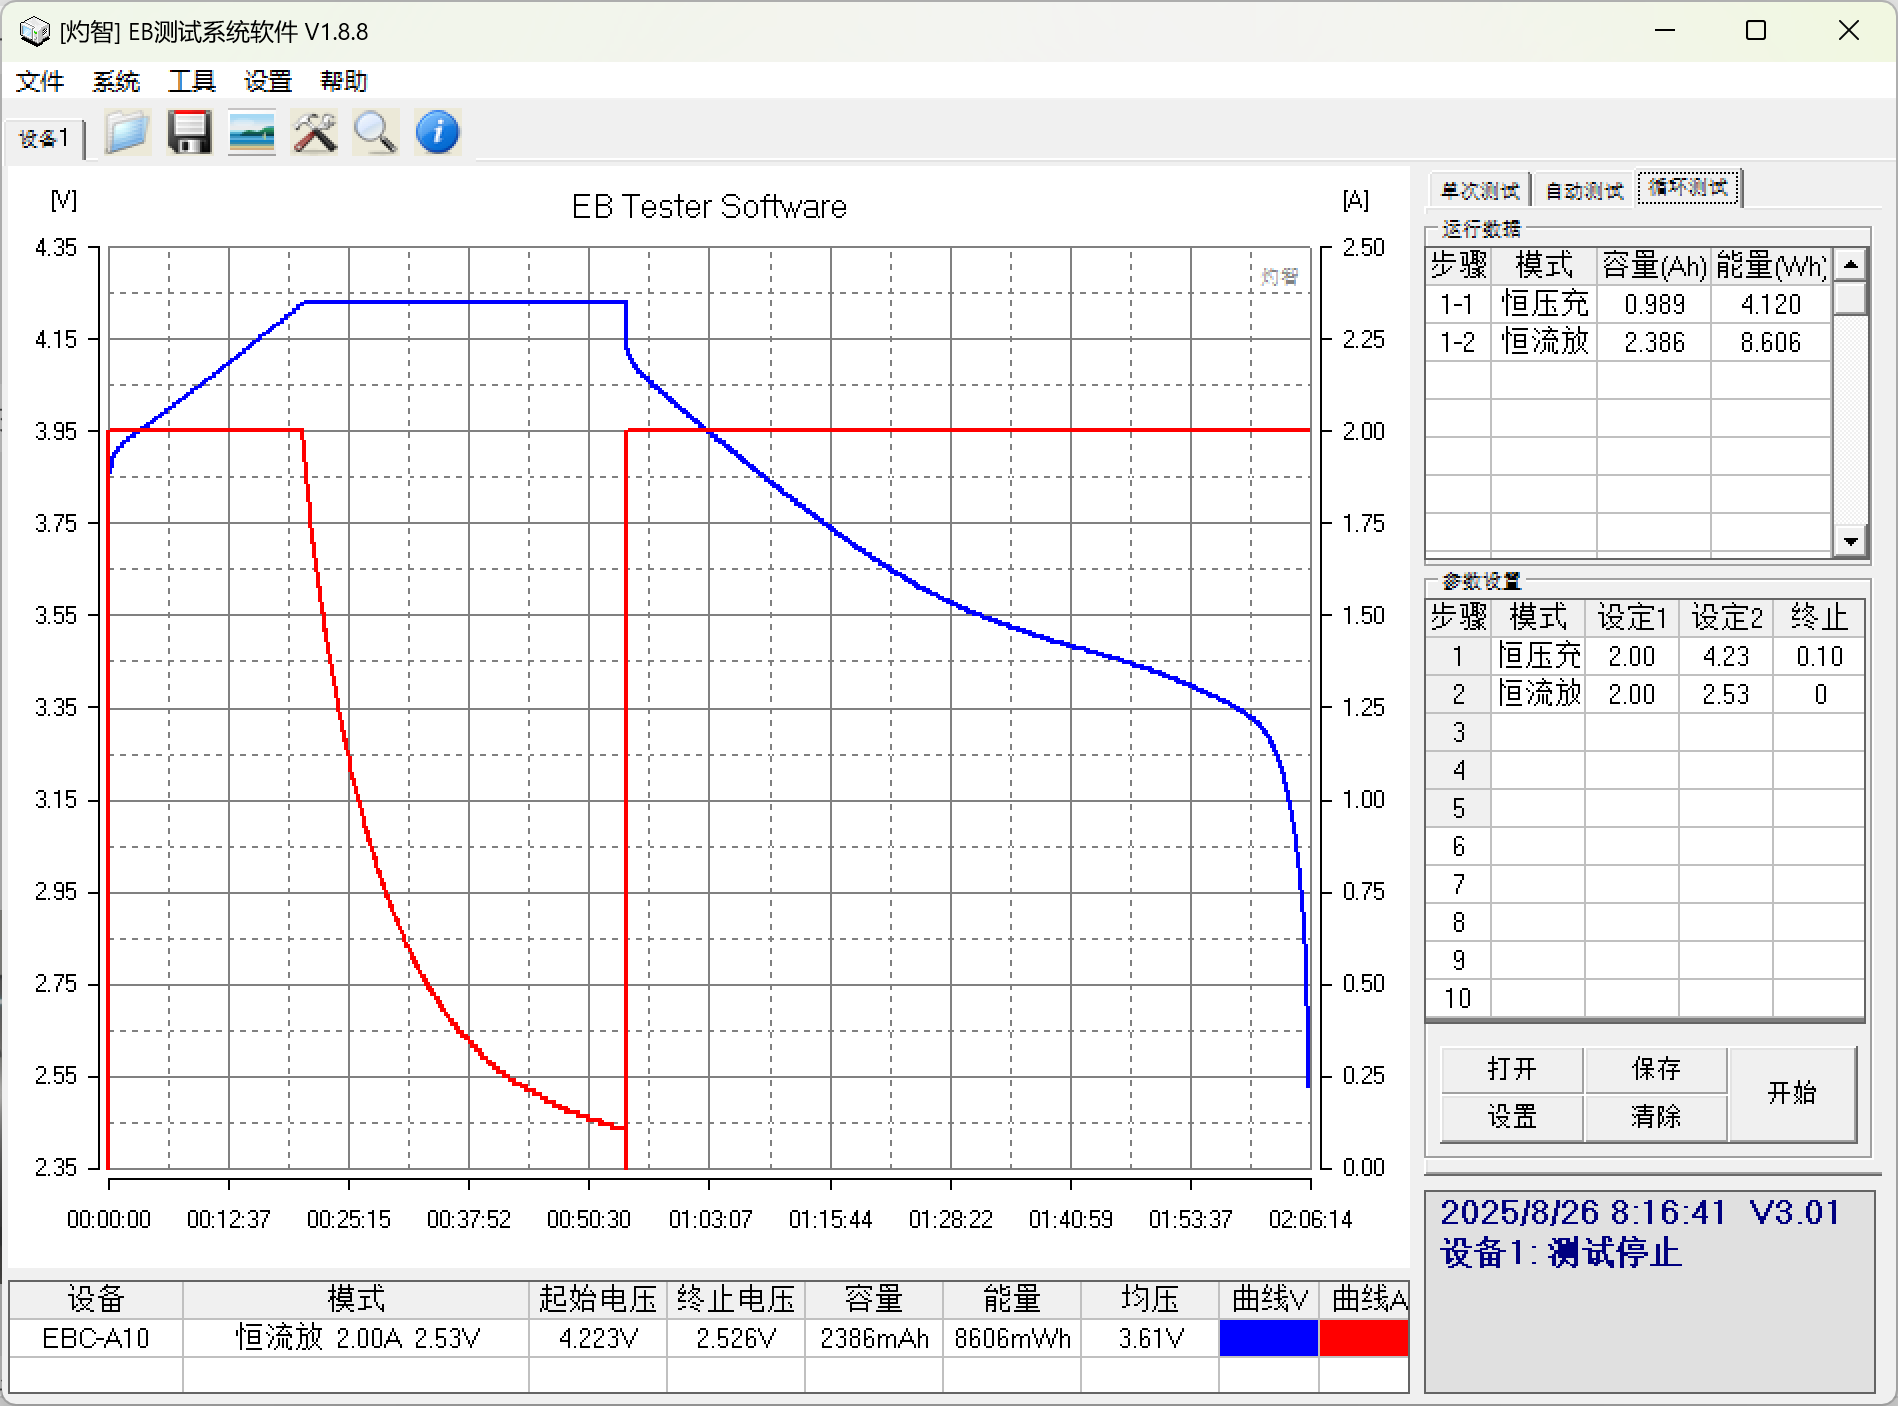 [灼智] EB测试系统软件 V1.8.8
文件 系统 工具 设置 帮助
设备1
[V]
EB Tester Software
[A]
灼智
4.35
4.15
3.95
3.75
3.55
3.35
3.15
2.95
2.75
2.55
2.35
2.50
2.25
2.00
1.75
1.50
1.25
1.00
0.75
0.50
0.25
0.00
00:00:00 00:12:37 00:25:15 00:37:52 00:50:30 01:03:07 01:15:44 01:28:22 01:40:59 01:53:37 02:06:14
设备 模式 起始电压 终止电压 容量 能量 均压 曲线V 曲线A
EBC-A10 恒流放 2.00A 2.53V 4.223V 2.526V 2386mAh 8606mWh 3.61V
单次测试 自动测试 循环测试
运行数据
步骤 模式 容量(Ah) 能量(Wh)
1-1 恒压充 0.989 4.120
1-2 恒流放 2.386 8.606
参数设置
步骤 模式 设定1 设定2 终止
1 恒压充 2.00 4.23 0.10
2 恒流放 2.00 2.53 0
3
4
5
6
7
8
9
10
打开 保存 开始
设置 清除
2025/8/26 8:16:41 V3.01
设备1: 测试停止